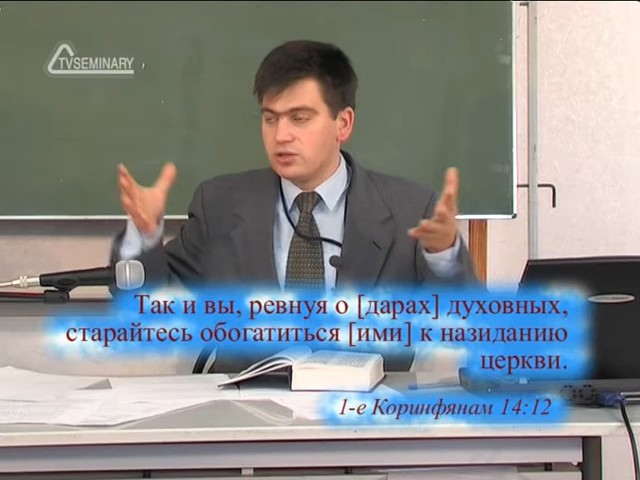 TVSEMINARY
Так и вы, ревнуя о [дарах] духовных,
старайтесь обогатиться [ими] к назиданию
церкви.
1-е Коринфянам 14:12